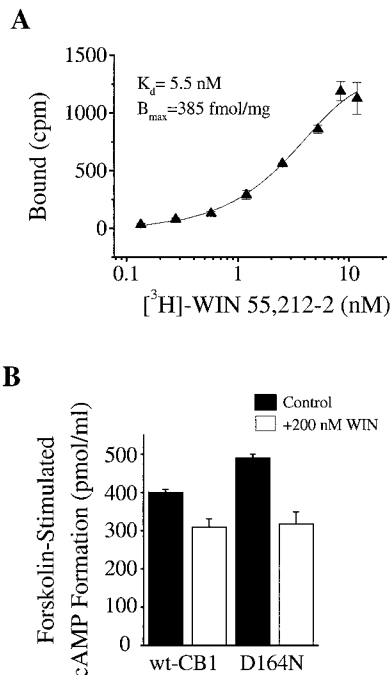 A
1500
1000
500
0
Bound (cpm)
K_d= 5.5 nM
B_max=385 fmol/mg
0.1 1 10
[³H]-WIN 55,212-2 (nM)
B
Control
+200 nM WIN
Forskolin-Stimulated
cAMP Formation (pmol/ml)
500
400
300
200
100
0
wt-CB1 D164N